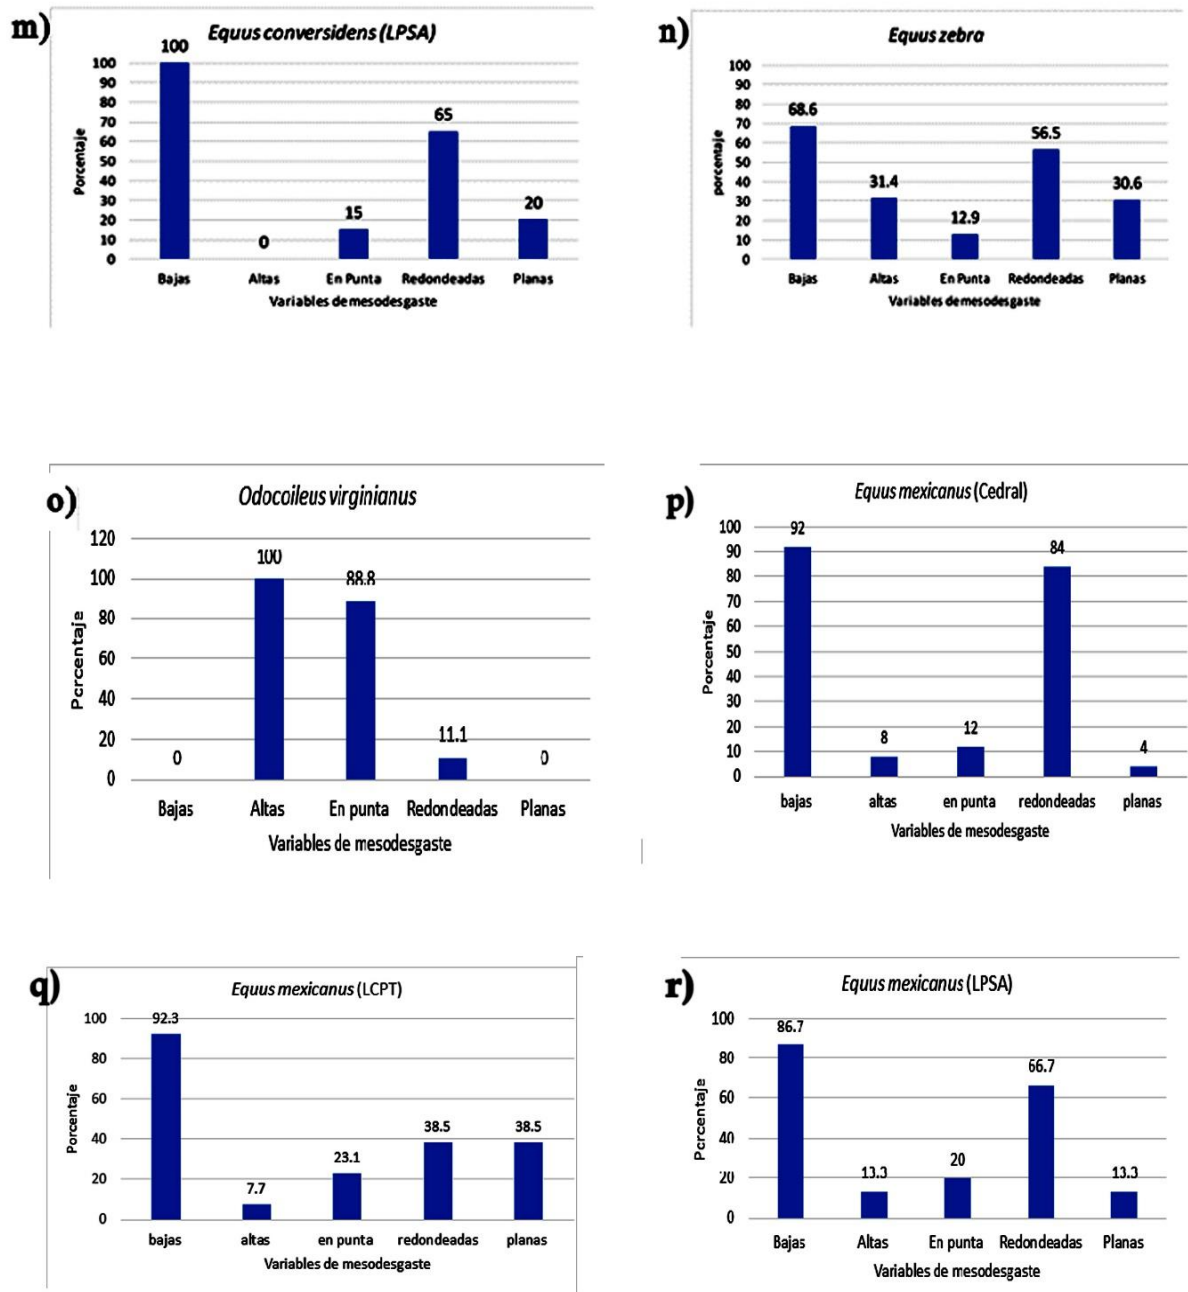 m)
Equus conversidens (LPSA)
Porcentaje
100
90
80
70
60
50
40
30
20
10
0
100
0
15
65
20
Bajas Altas En Punta Redondeadas Planas
Variables de mesodesgaste
n)
Equus zebra
porcentaje
100
90
80
70
60
50
40
30
20
10
0
68.6
31.4
12.9
56.5
30.6
Bajas Altas En Punta Redondeadas Planas
Variables de mesodesgaste
o)
Odocoileus virginianus
Porcentaje
120
100
80
60
40
20
0
0
100
88.8
11.1
0
Bajas Altas En punta Redondeadas Planas
Variables de mesodesgaste
p)
Equus mexicanus (Cedral)
Porcentaje
100
90
80
70
60
50
40
30
20
10
0
92
8
12
84
4
bajas altas en punta redondeadas planas
Variables de mesodesgaste
q)
Equus mexicanus (LCPT)
Porcentaje
100
80
60
40
20
0
92.3
7.7
23.1
38.5
38.5
bajas altas en punta redondeadas planas
Variables de mesodesgaste
r)
Equus mexicanus (LPSA)
Porcentaje
100
80
60
40
20
0
86.7
13.3
20
66.7
13.3
Bajas Altas En punta Redondeadas Planas
Variables de mesodesgaste